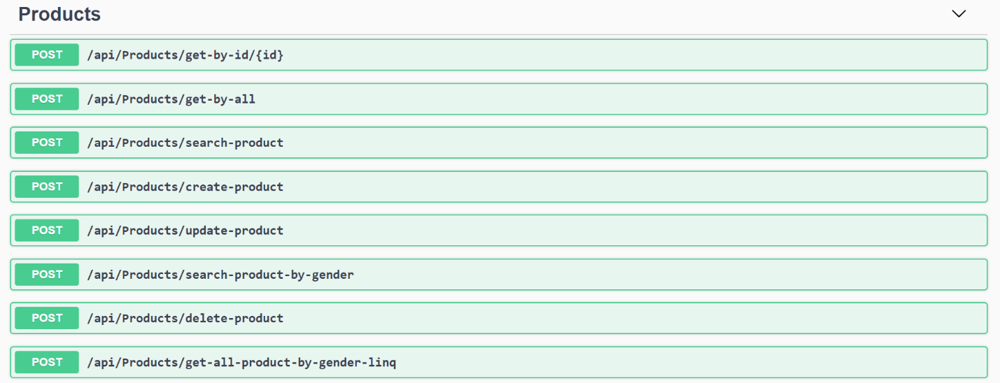 Products
POST /api/Products/get-by-id/{id}
POST /api/Products/get-by-all
POST /api/Products/search-product
POST /api/Products/create-product
POST /api/Products/update-product
POST /api/Products/search-product-by-gender
POST /api/Products/delete-product
POST /api/Products/get-all-product-by-gender-linq